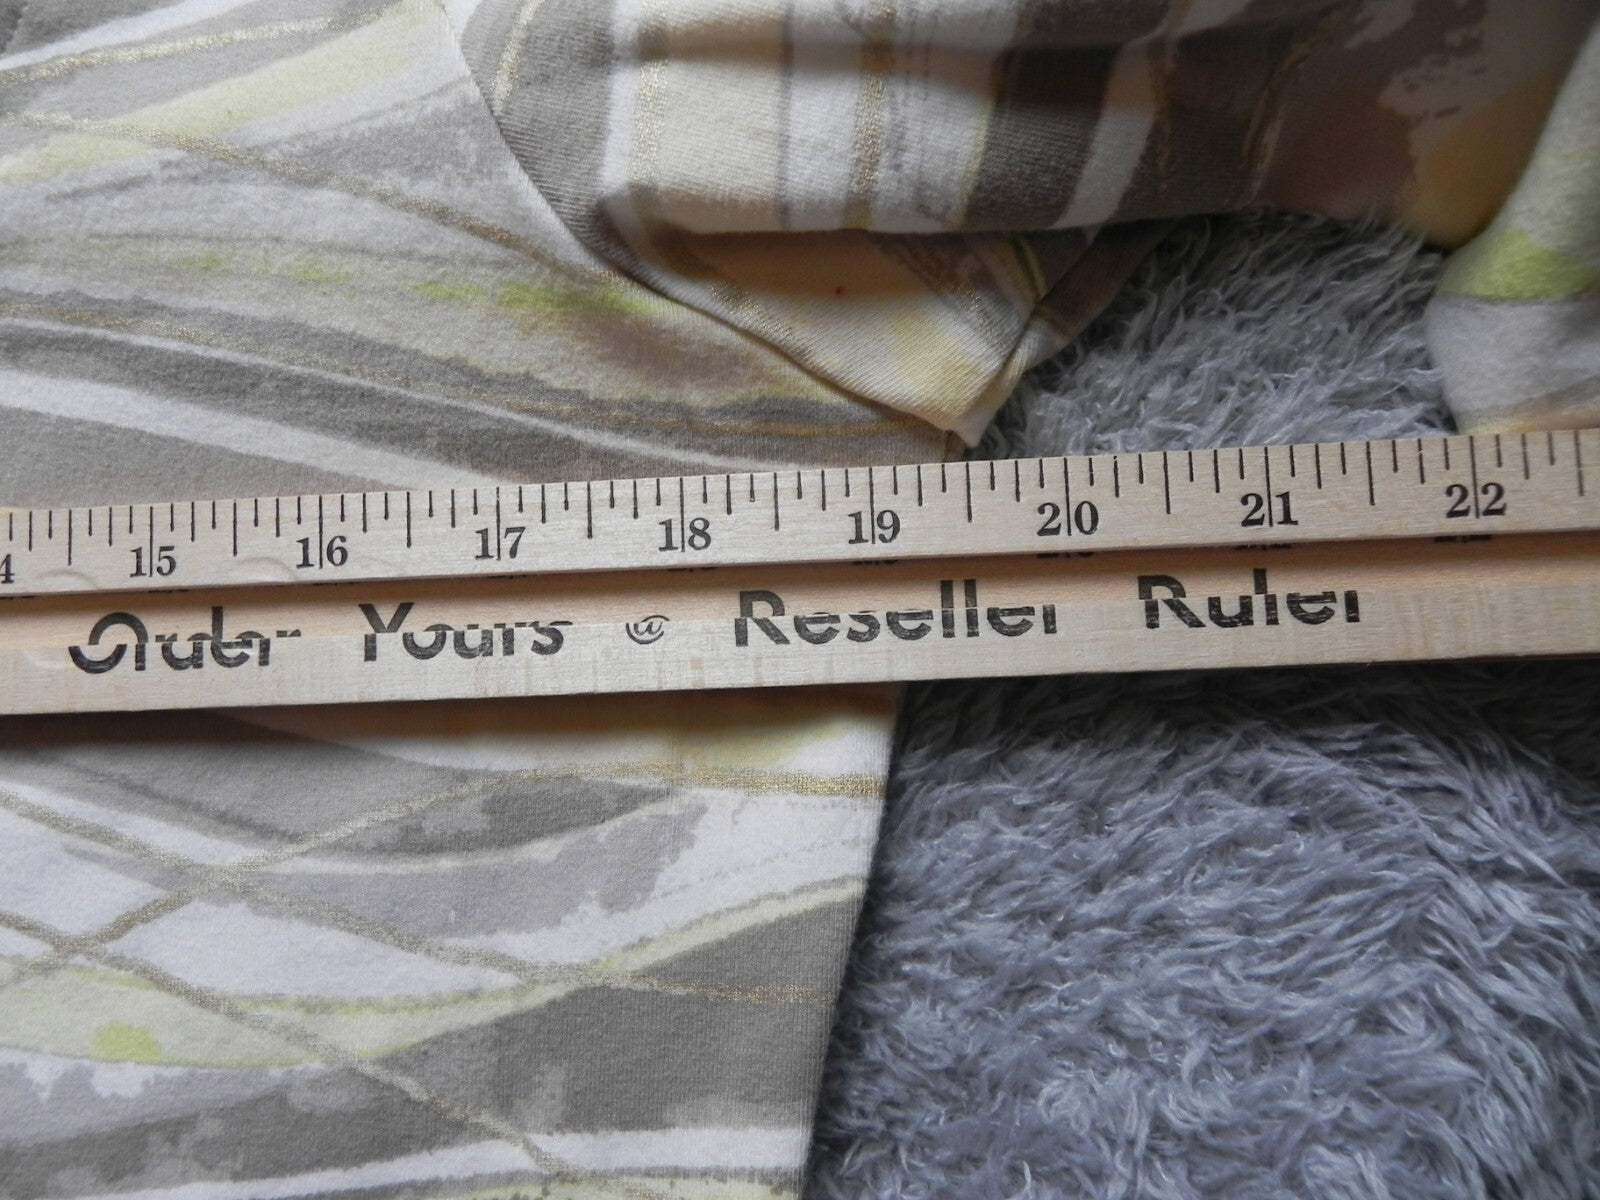 4 15 16 17 18 19 20 21 22
Order Yours @ Reseller Ruler